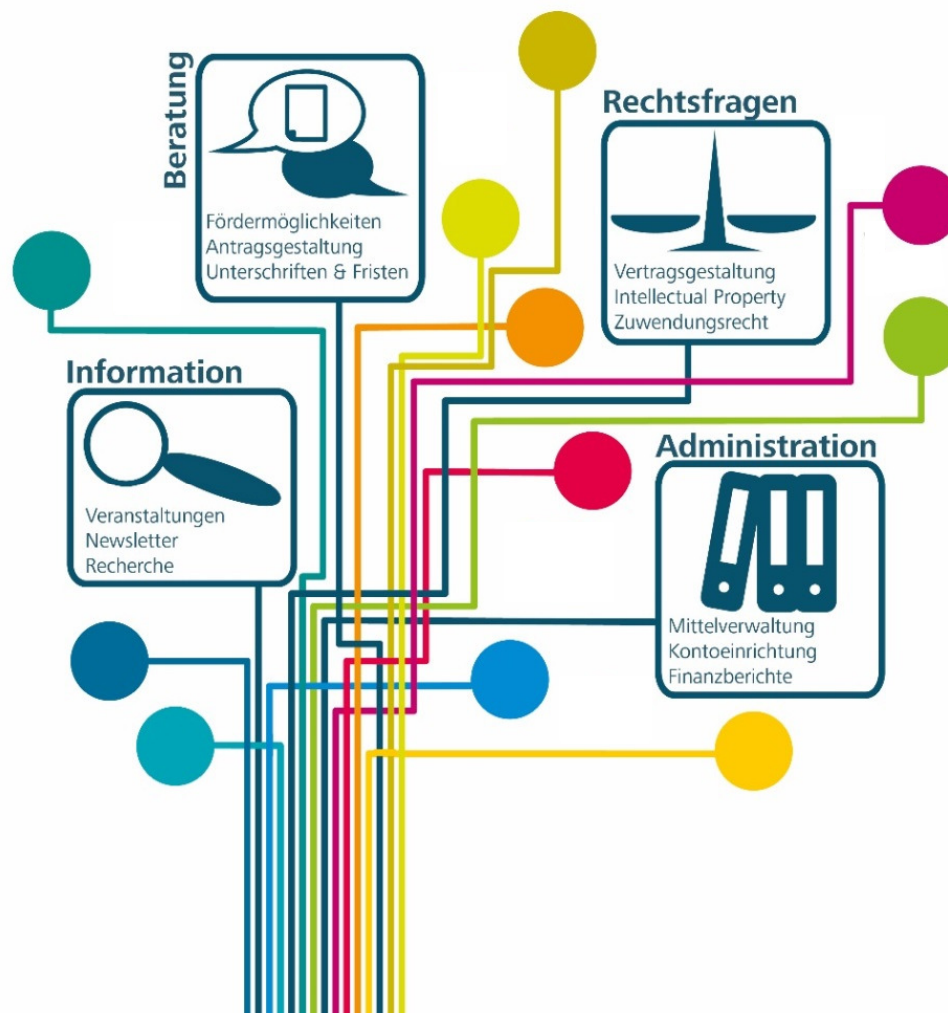 Beratung
Fördermöglichkeiten
Antragsgestaltung
Unterschriften & Fristen
Rechtsfragen
Vertragsgestaltung
Intellectual Property
Zuwendungsrecht
Information
Veranstaltungen
Newsletter
Recherche
Administration
Mittelverwaltung
Kontoeinrichtung
Finanzberichte